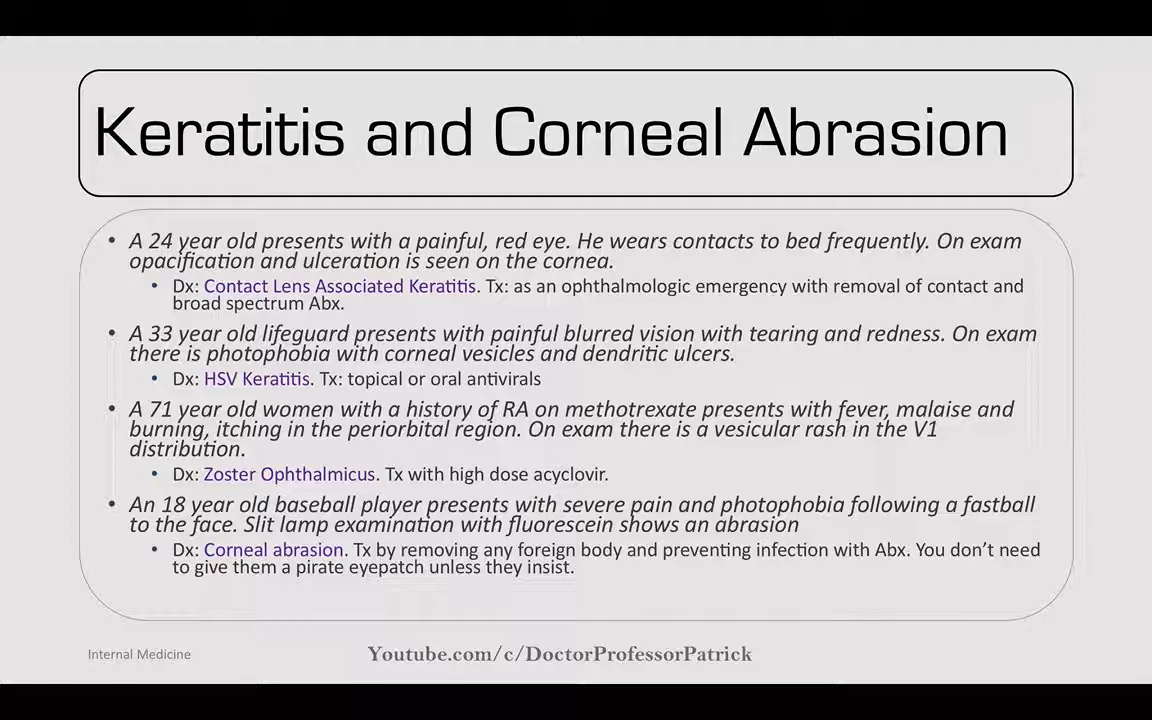 Keratitis and Corneal Abrasion
• A 24 year old presents with a painful, red eye. He wears contacts to bed frequently. On exam
opacification and ulceration is seen on the cornea.
• Dx: Contact Lens Associated Keratitis. Tx: as an ophthalmologic emergency with removal of contact and
broad spectrum Abx.
• A 33 year old lifeguard presents with painful blurred vision with tearing and redness. On exam
there is photophobia with corneal vesicles and dendritic ulcers.
• Dx: HSV Keratitis. Tx: topical or oral antivirals
• A 71 year old women with a history of RA on methotrexate presents with fever, malaise and
burning, itching in the periorbital region. On exam there is a vesicular rash in the V1
distribution.
• Dx: Zoster Ophthalmicus. Tx with high dose acyclovir.
• An 18 year old baseball player presents with severe pain and photophobia following a fastball
to the face. Slit lamp examination with fluorescein shows an abrasion
• Dx: Corneal abrasion. Tx by removing any foreign body and preventing infection with Abx. You don't need
to give them a pirate eyepatch unless they insist.
Internal Medicine
Youtube.com/c/DoctorProfessorPatrick